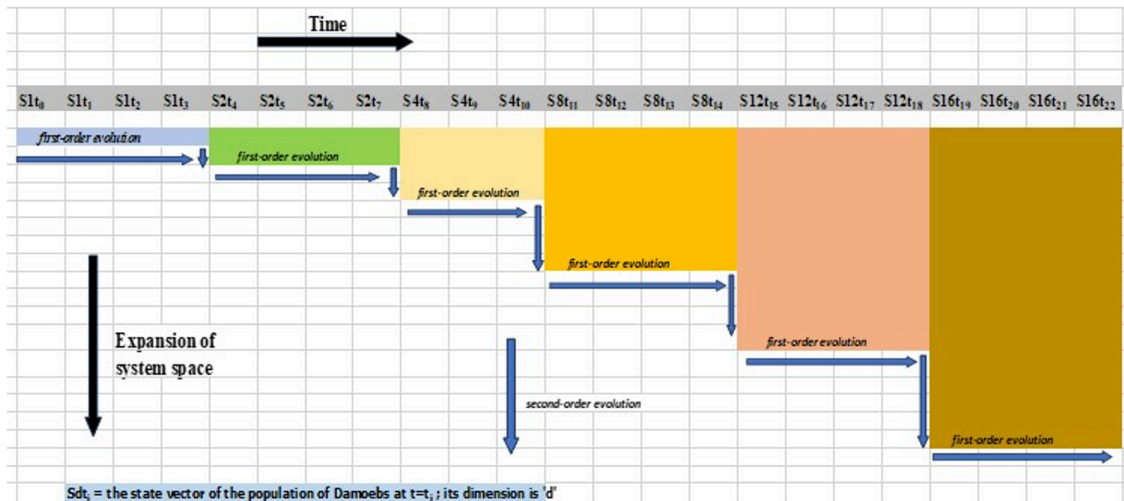 Time
S1t₀ S1t₁ S1t₂ S1t₃ S2t₄ S2t₅ S2t₆ S2t₇ S4t₈ S4t₉ S4t₁₀ S8t₁₁ S8t₁₂ S8t₁₃ S8t₁₄ S12t₁₅ S12t₁₆ S12t₁₇ S12t₁₈ S16t₁₉ S16t₂₀ S16t₂₁ S16t₂₂
first-order evolution
first-order evolution
first-order evolution
first-order evolution
Expansion of
system space
first-order evolution
second-order evolution
first-order evolution
Sdtᵢ = the state vector of the population of Damoebs at t=tᵢ ; its dimension is 'd'